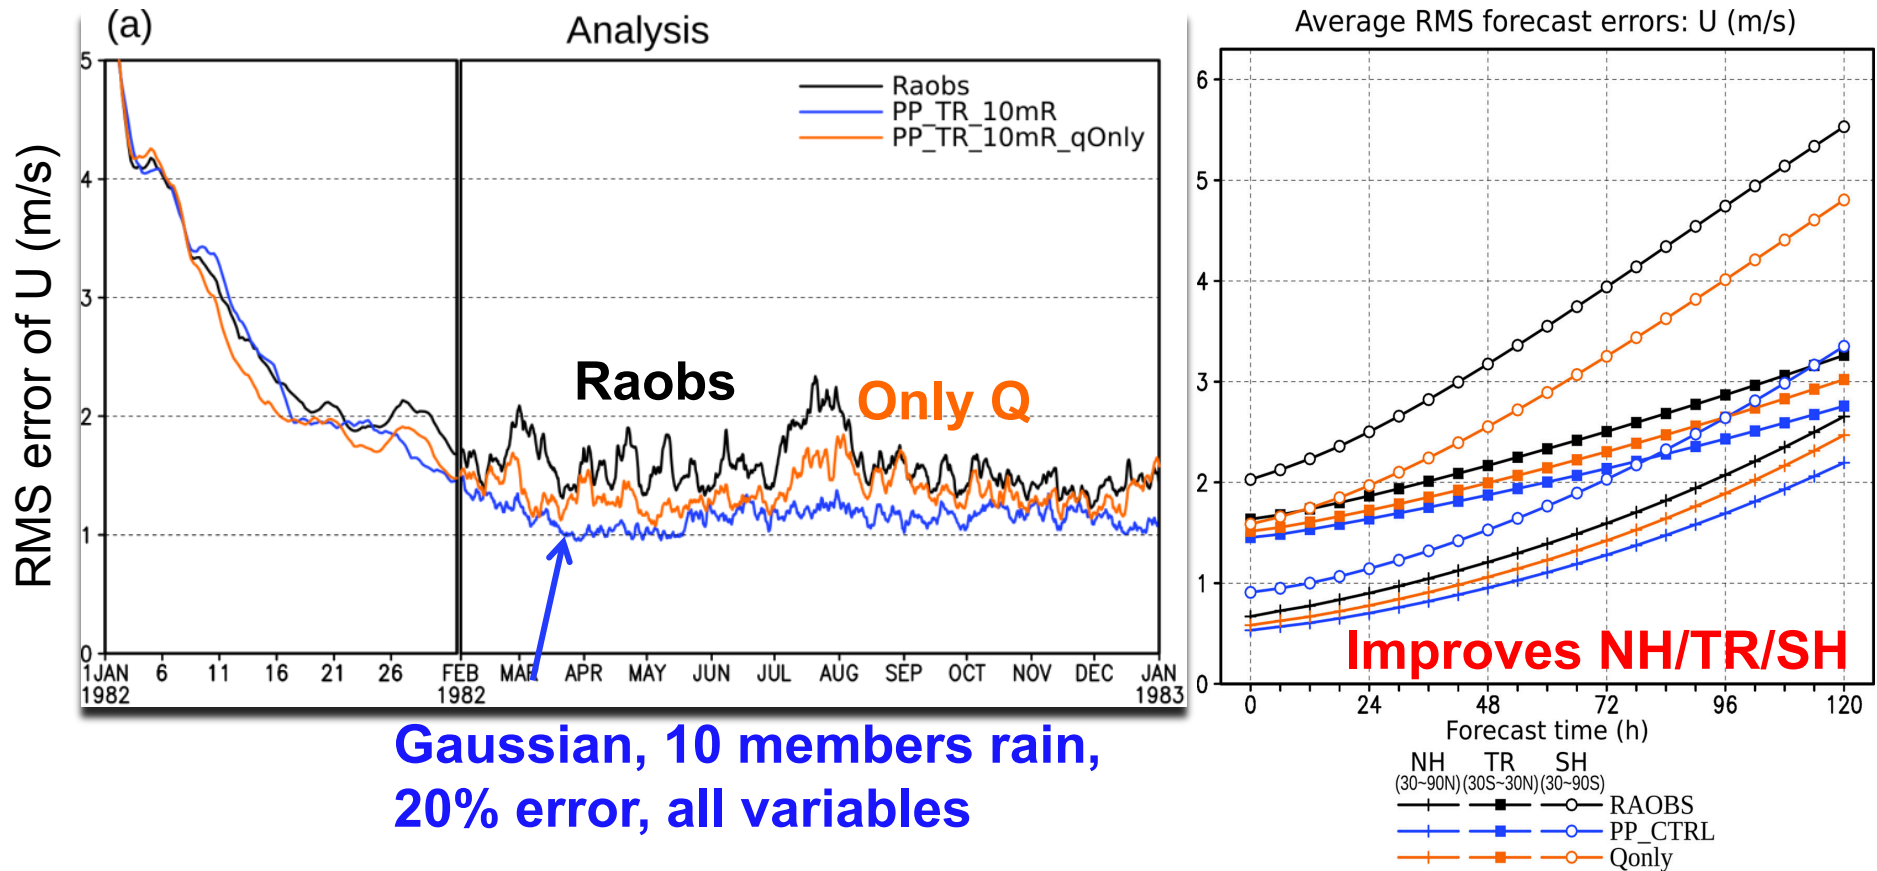 (a)
Analysis
RMS error of U (m/s)
5
4
3
2
1
0
Raobs
PP_TR_10mR
PP_TR_10mR_qOnly
Raobs
Only Q
1JAN 6 11 16 21 26 FEB MAR APR MAY JUN JUL AUG SEP OCT NOV DEC JAN
1982 1982 1983
Gaussian, 10 members rain,
20% error, all variables
Average RMS forecast errors: U (m/s)
6
5
4
3
2
1
0
Improves NH/TR/SH
0 24 48 72 96 120
Forecast time (h)
NH TR SH
(30~90N) (30S~30N) (30~90S)
RAOBS
PP_CTRL
Qonly